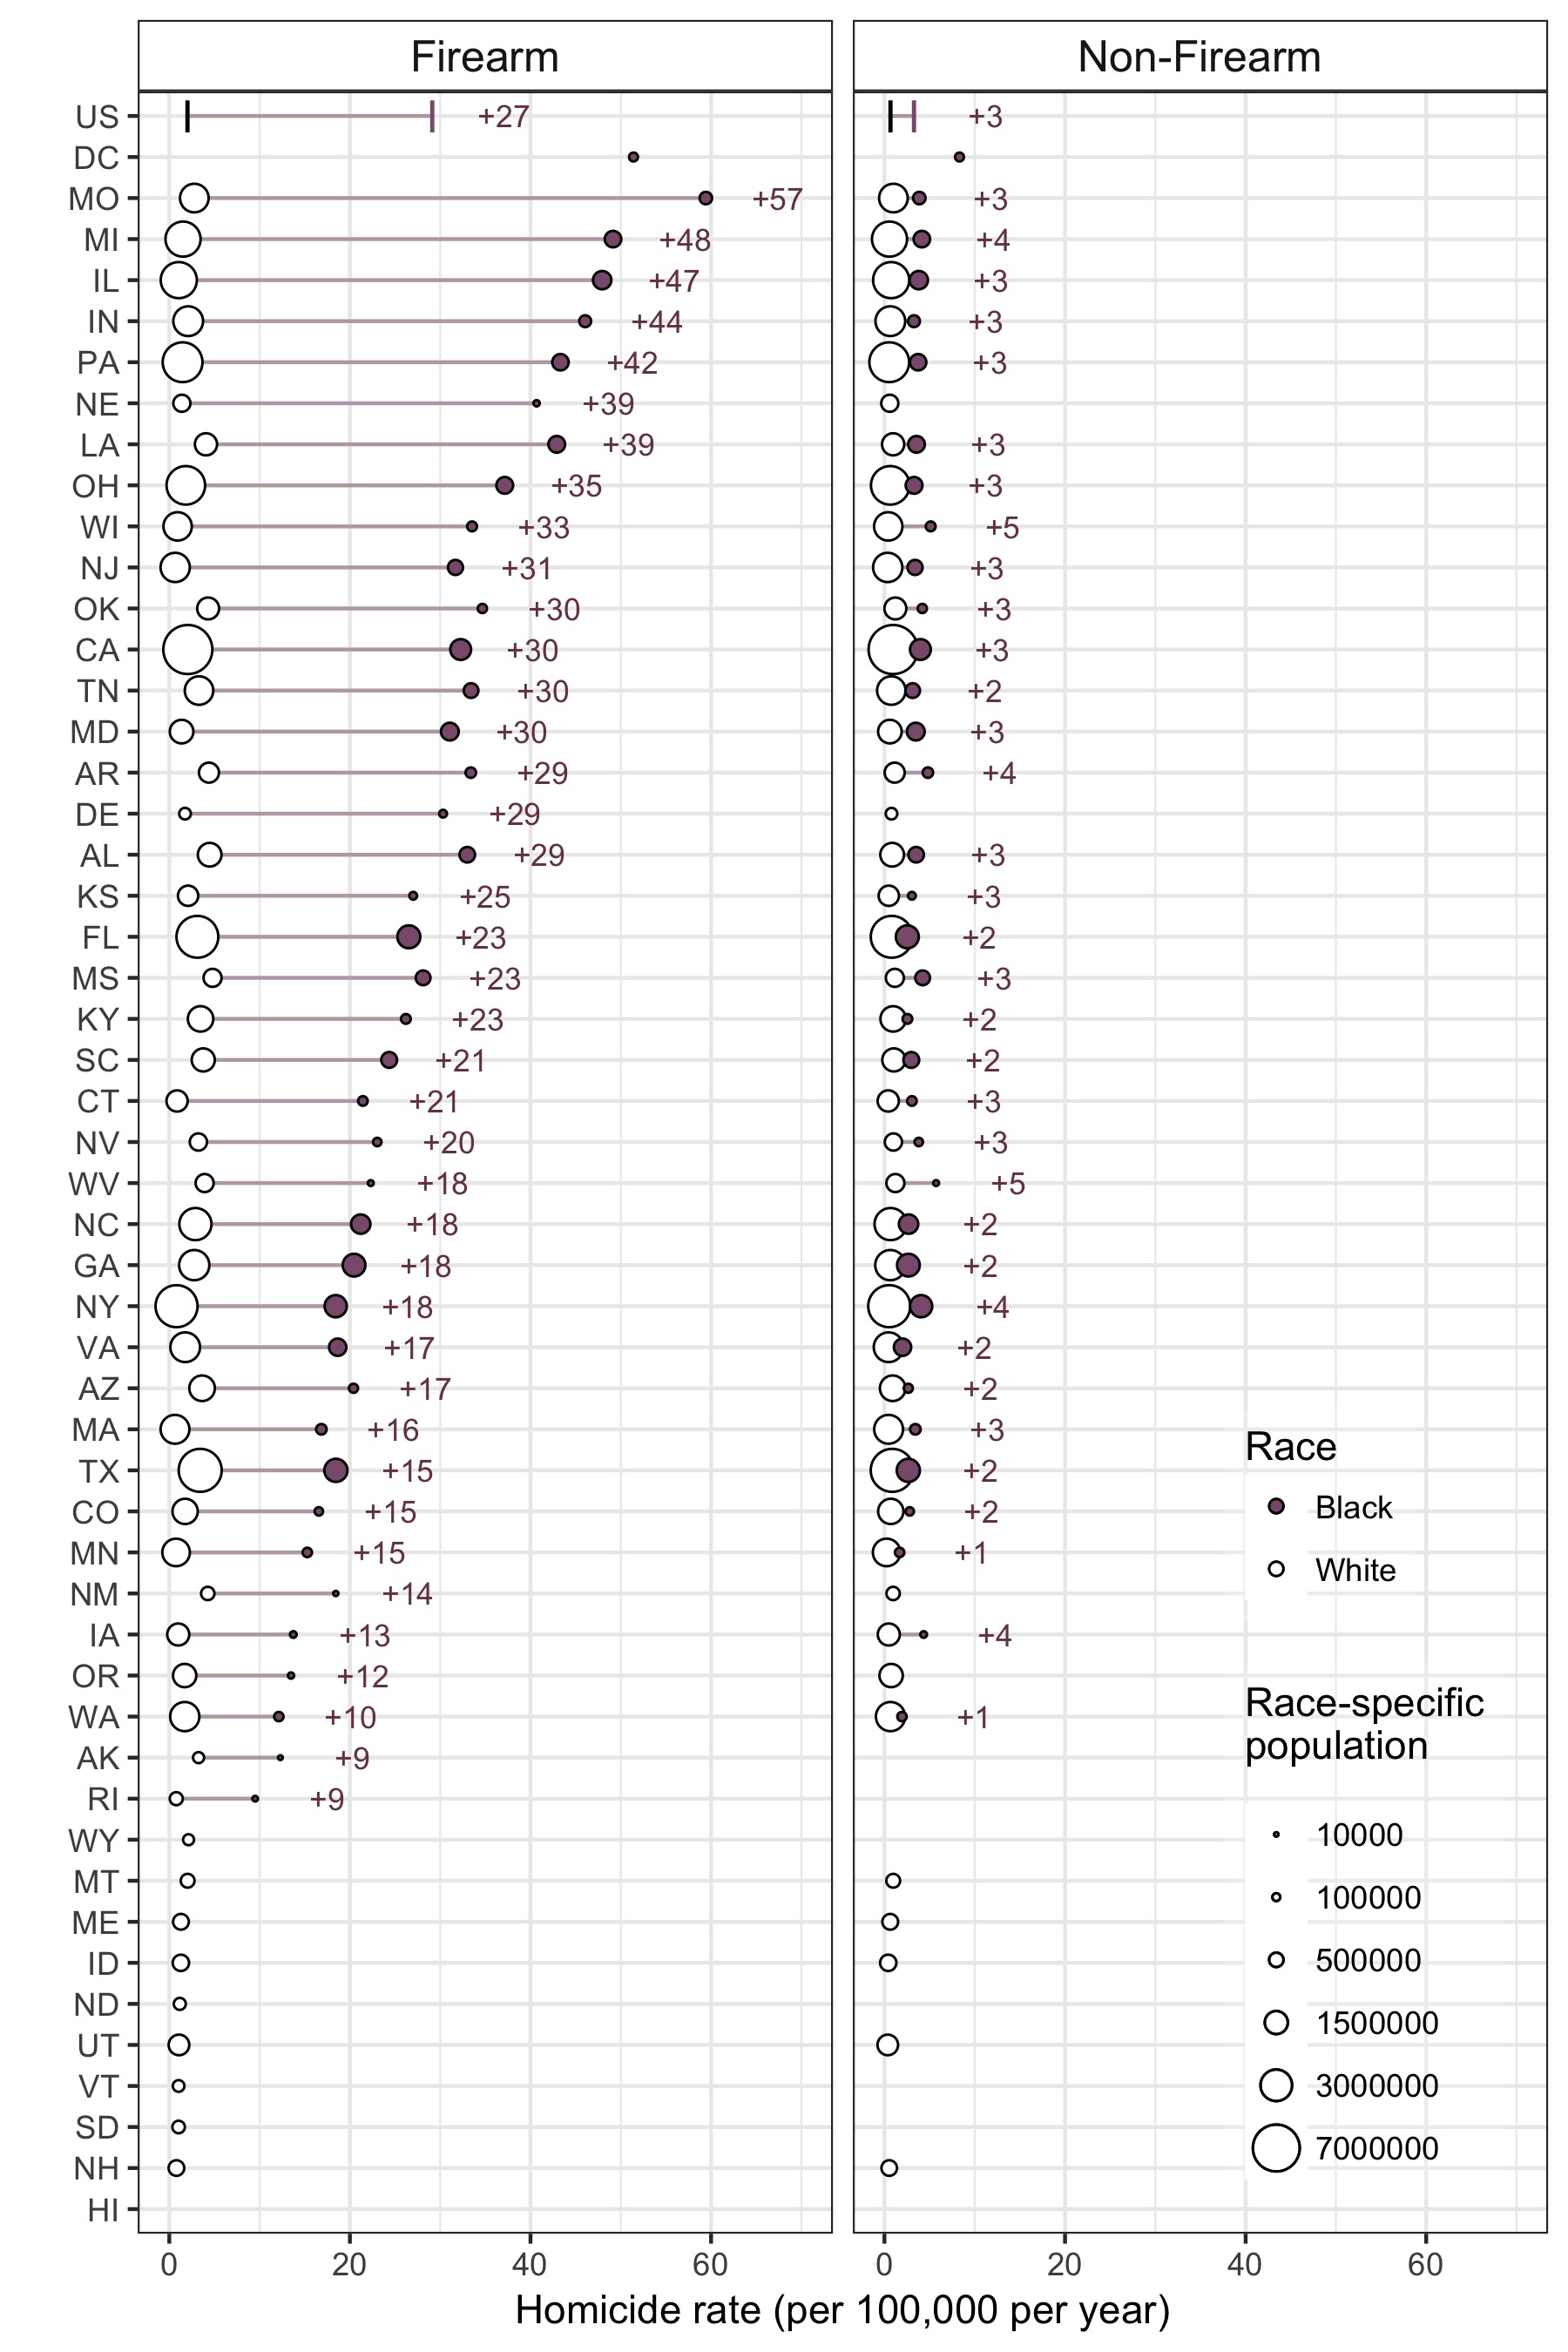 Firearm Non-Firearm
US +27 +3
DC
MO +57 +3
MI +48 +4
IL +47 +3
IN +44 +3
PA +42 +3
NE +39
LA +39 +3
OH +35 +3
WI +33 +5
NJ +31 +3
OK +30 +3
CA +30 +3
TN +30 +2
MD +30 +3
AR +29 +4
DE +29
AL +29 +3
KS +25 +3
FL +23 +2
MS +23 +3
KY +23 +2
SC +21 +2
CT +21 +3
NV +20 +3
WV +18 +5
NC +18 +2
GA +18 +2
NY +18 +4
VA +17 +2
AZ +17 +2
MA +16 +3
TX +15 +2
CO +15 +2
MN +15 +1
NM +14
IA +13 +4
OR +12
WA +10 +1
AK +9
RI +9
WY
MT
ME
ID
ND
UT
VT
SD
NH
HI
Race
Black
White
Race-specific
population
10000
100000
500000
1500000
3000000
7000000
0 20 40 60 0 20 40 60
Homicide rate (per 100,000 per year)